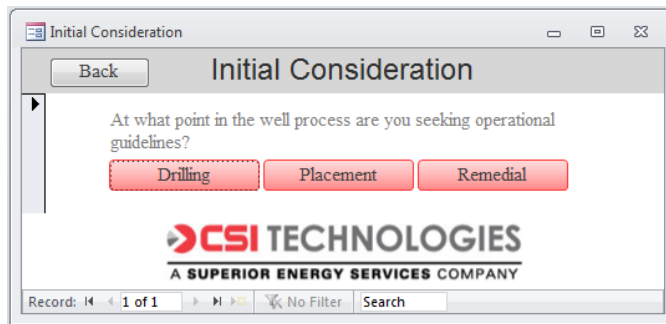 Initial Consideration
Back
Initial Consideration
At what point in the well process are you seeking operational
guidelines?
Drilling Placement Remedial
CSI TECHNOLOGIES
A SUPERIOR ENERGY SERVICES COMPANY
Record: 1 of 1 No Filter Search